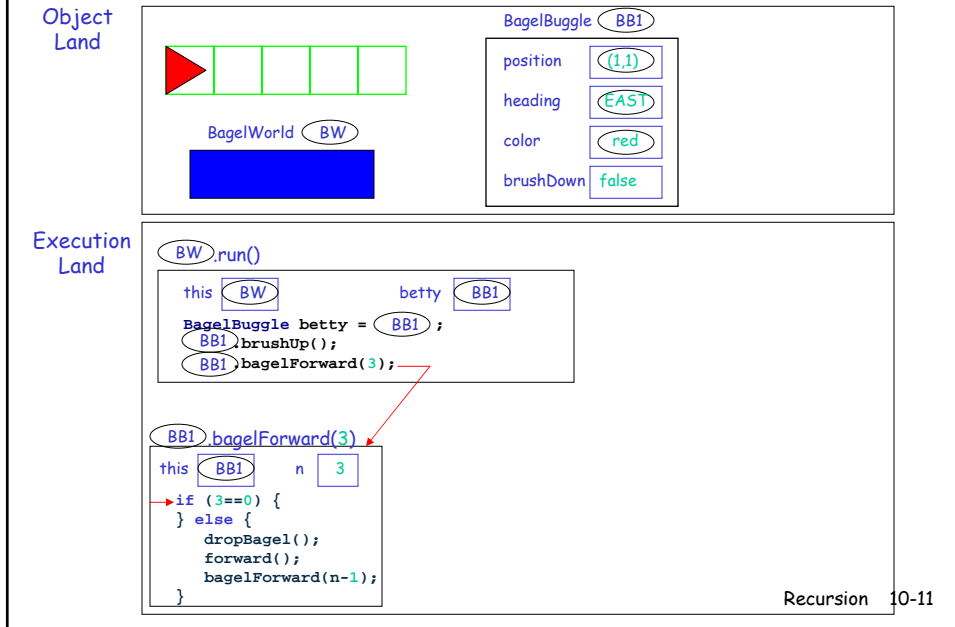 Object
Land
BagelBuggle BB1
position (1,1)
heading EAST
color red
brushDown false
BagelWorld BW
Execution
Land
BW.run()
this BW betty BB1
BagelBuggle betty = BB1 ;
BB1.brushUp();
BB1.bagelForward(3);
BB1.bagelForward(3)
this BB1 n 3
if (3==0) {
} else {
dropBagel();
forward();
bagelForward(n-1);
}
Recursion 10-11